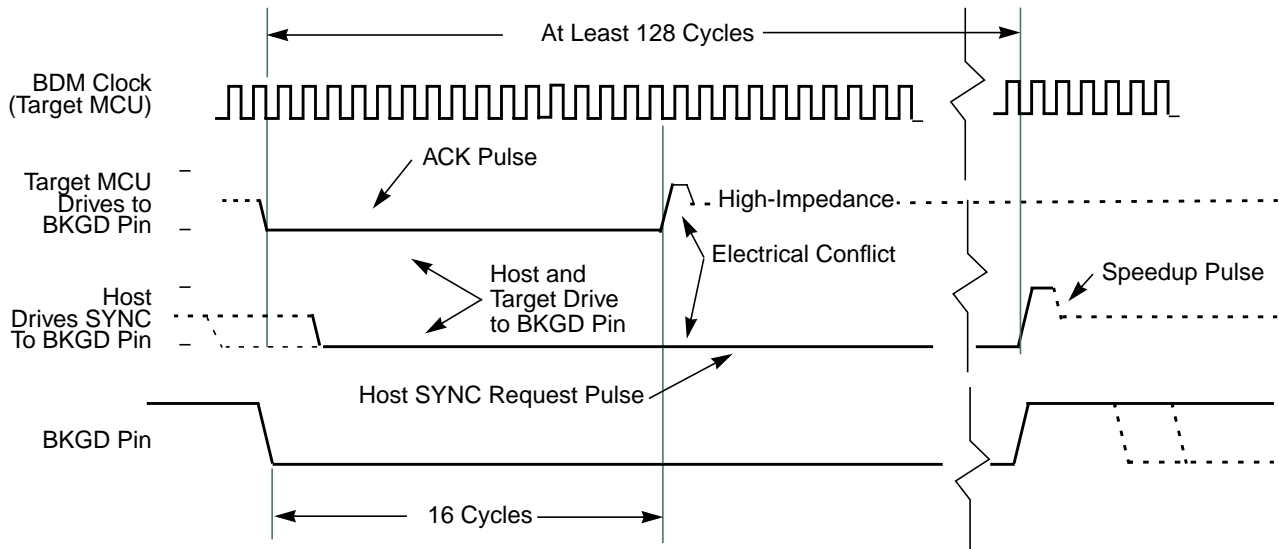 At Least 128 Cycles
BDM Clock
(Target MCU)
ACK Pulse
Target MCU
Drives to
BKGD Pin
High-Impedance
Electrical Conflict
Host and
Target Drive
to BKGD Pin
Speedup Pulse
Host
Drives SYNC
To BKGD Pin
Host SYNC Request Pulse
BKGD Pin
16 Cycles